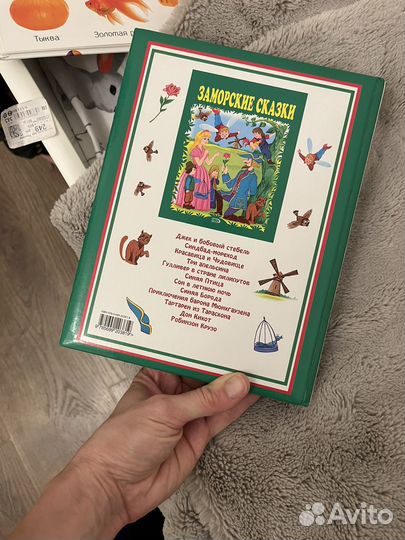 Тыква
Золотая р
249
ЗАМОРСКИЕ СКАЗКИ
Джек и бобовый стебель
Синдбад-мореход
Красавица и Чудовище
Три апельсина
Гулливер в стране лилипутов
Синяя Птица
Сон в летнюю ночь
Синяя Борода
Приключения барона Мюнхгаузена
Тартарен из Тараскона
Дон Кихот
Робинзон Крузо
Avito